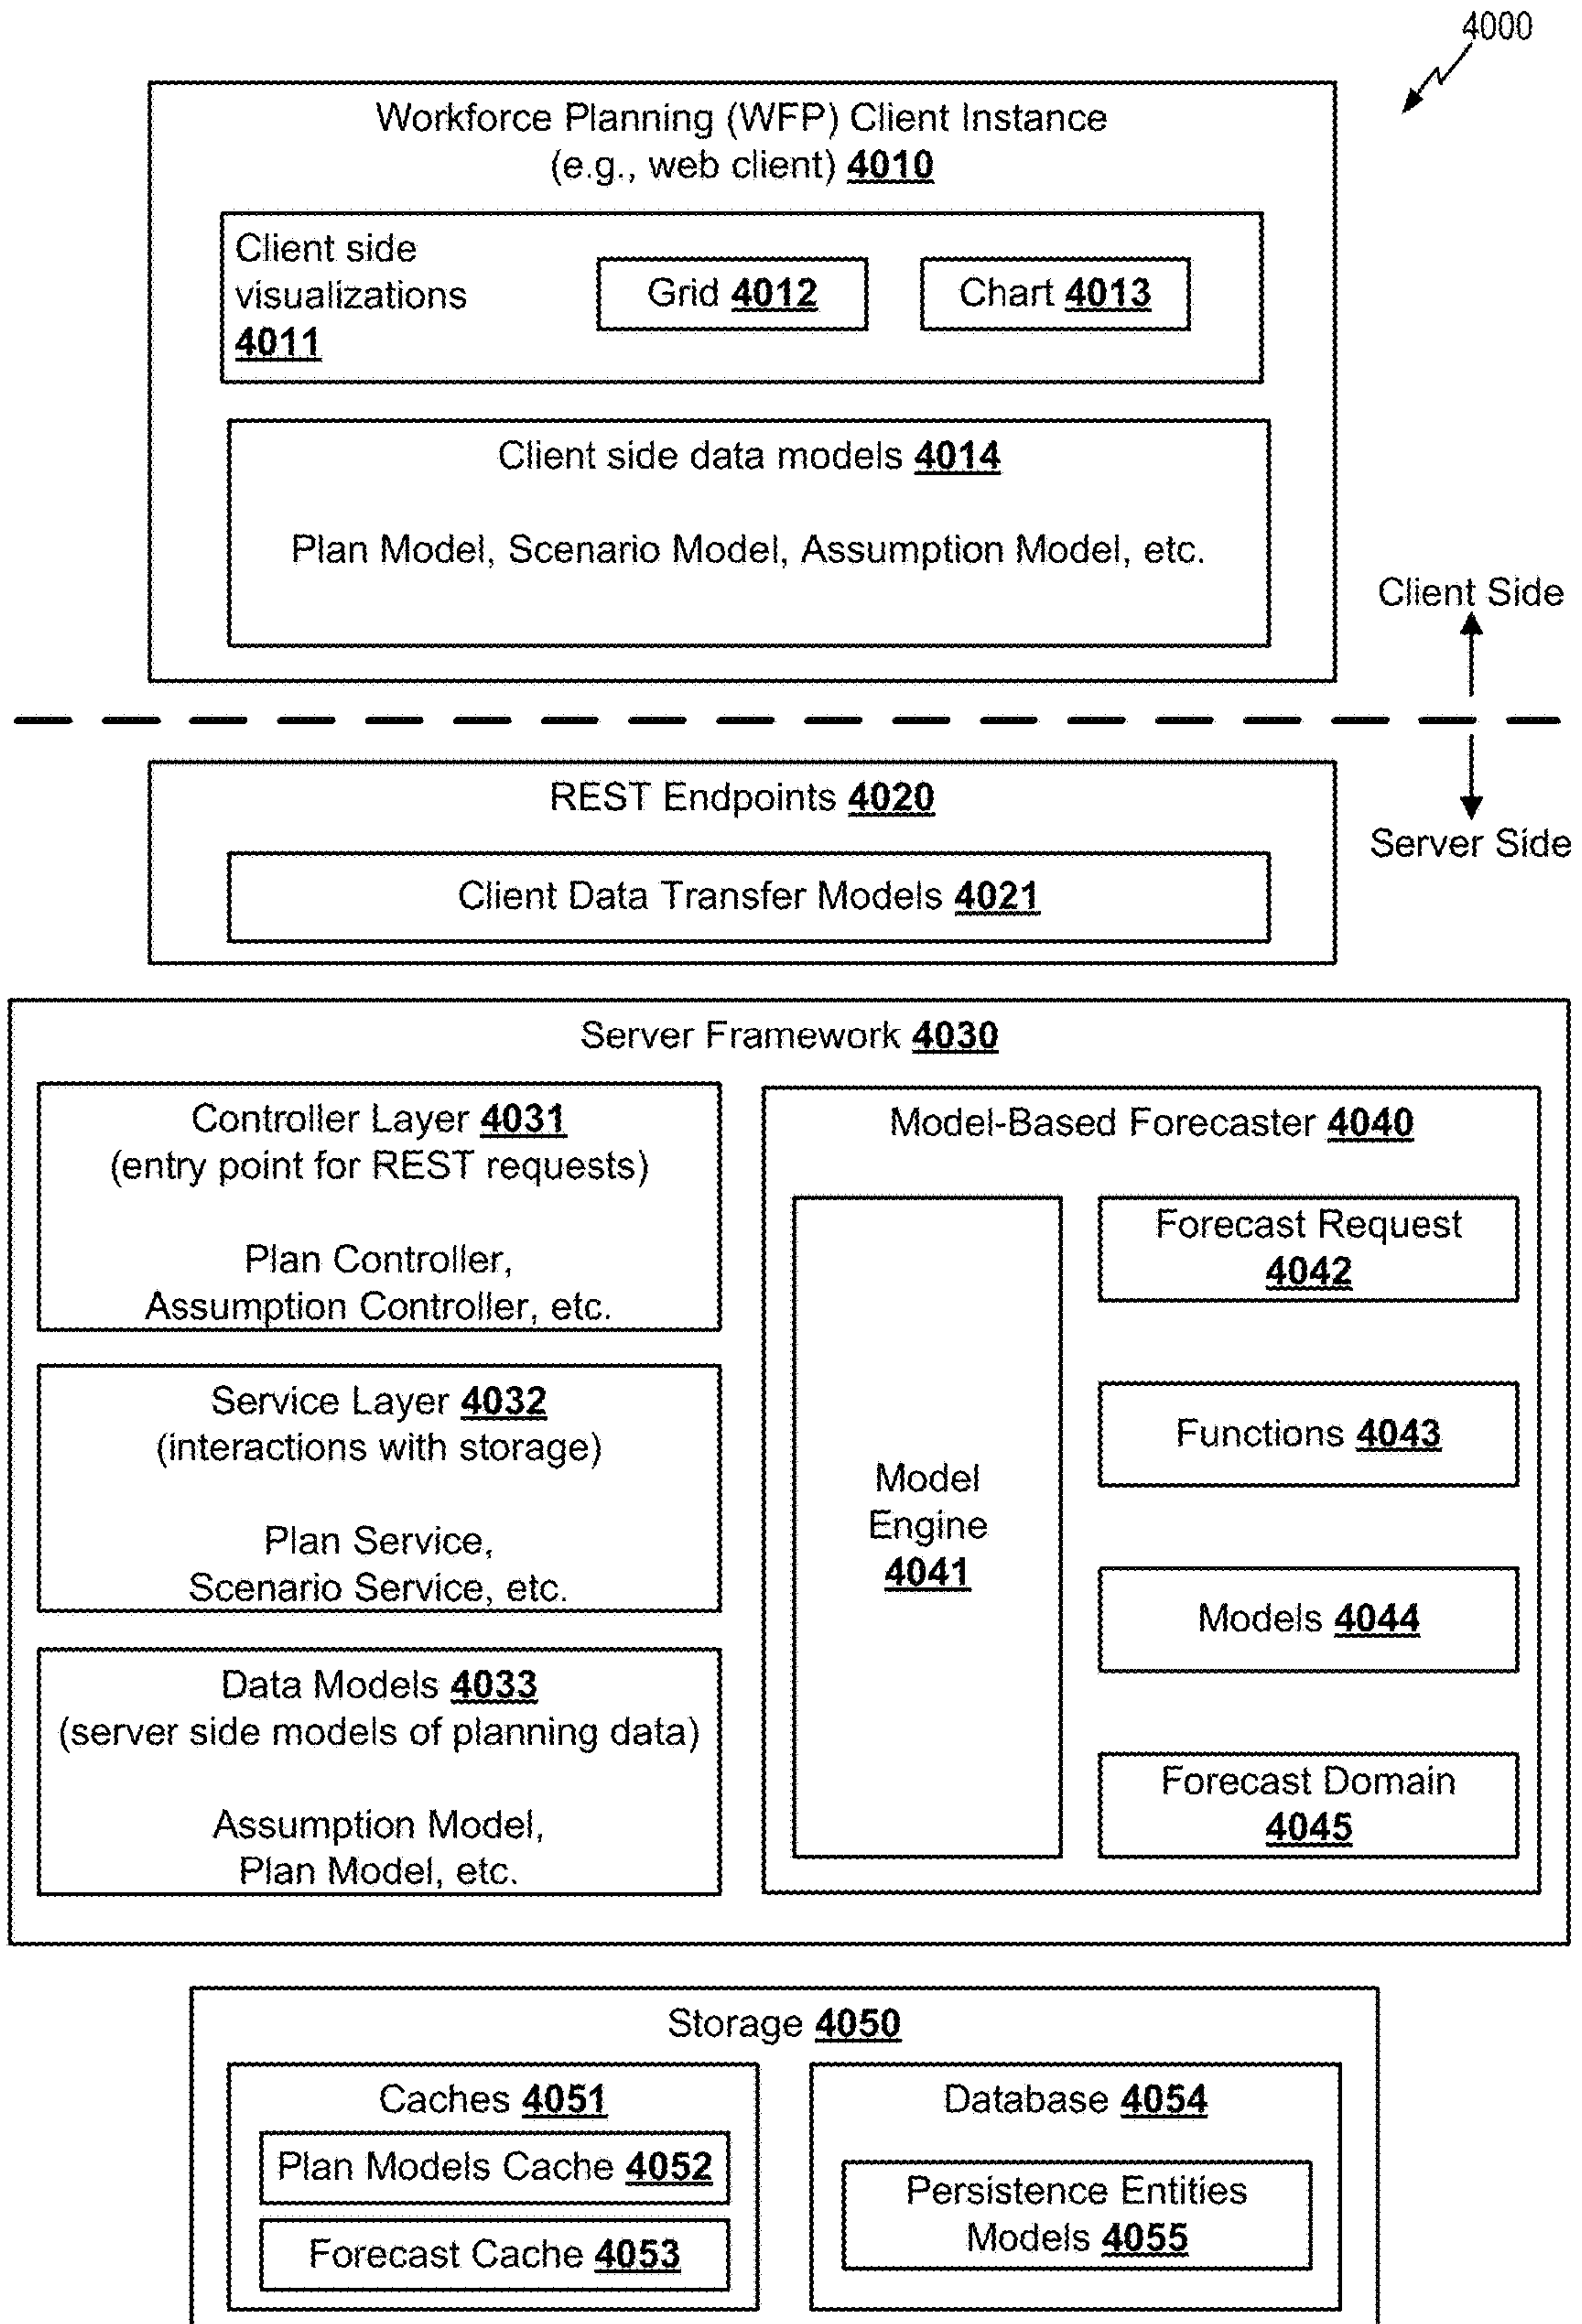 4000
Workforce Planning (WFP) Client Instance
(e.g., web client) 4010
Client side
visualizations
4011
Grid 4012
Chart 4013
Client side data models 4014
Plan Model, Scenario Model, Assumption Model, etc.
Client Side
Server Side
REST Endpoints 4020
Client Data Transfer Models 4021
Server Framework 4030
Controller Layer 4031
(entry point for REST requests)
Plan Controller,
Assumption Controller, etc.
Service Layer 4032
(interactions with storage)
Plan Service,
Scenario Service, etc.
Data Models 4033
(server side models of planning data)
Assumption Model,
Plan Model, etc.
Model-Based Forecaster 4040
Model
Engine
4041
Forecast Request
4042
Functions 4043
Models 4044
Forecast Domain
4045
Storage 4050
Caches 4051
Plan Models Cache 4052
Forecast Cache 4053
Database 4054
Persistence Entities
Models 4055